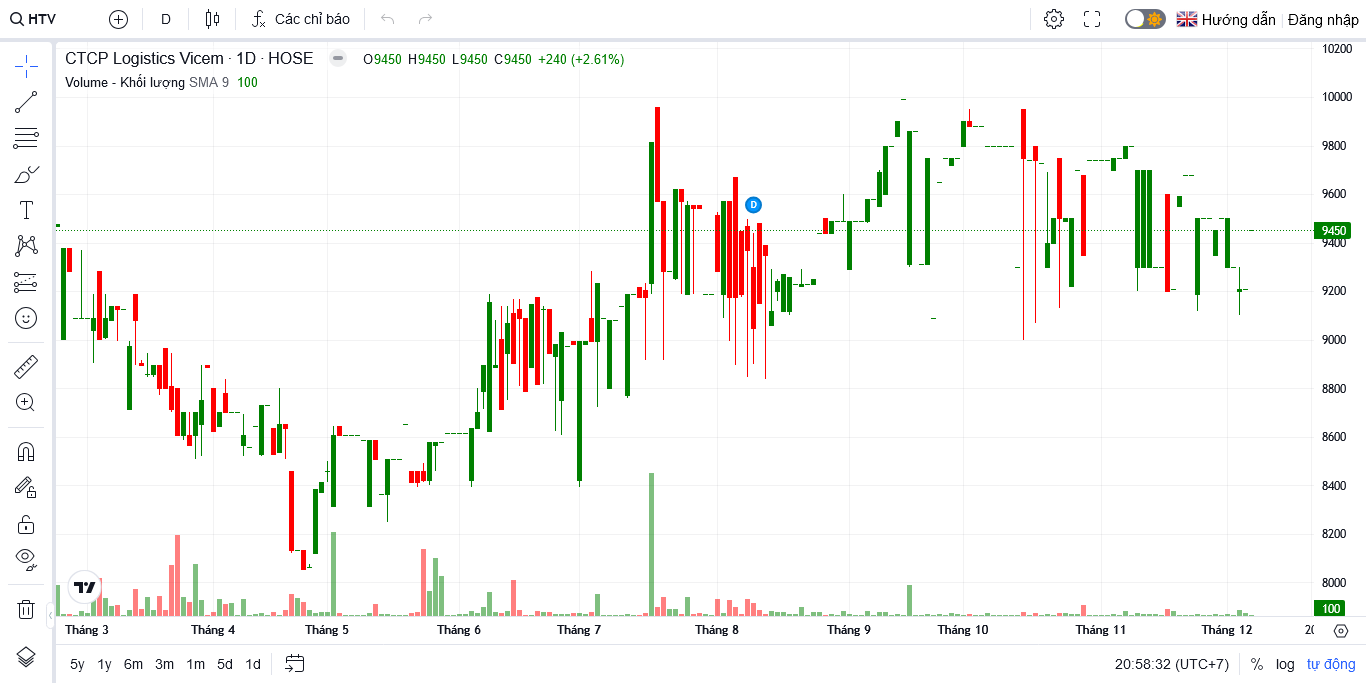 HTV D Các chỉ báo Hướng dẫn Đăng nhập
CTCP Logistics Vicem · 1D · HOSE O9450 H9450 L9450 C9450 +240 (+2.61%)
Volume - Khối lượng SMA 9 100
10200
10000
9800
9600
D
9450
9400
9200
9000
8800
8600
8400
8200
8000
100
Tháng 3 Tháng 4 Tháng 5 Tháng 6 Tháng 7 Tháng 8 Tháng 9 Tháng 10 Tháng 11 Tháng 12
5y 1y 6m 3m 1m 5d 1d 20:58:32 (UTC+7) % log tự động